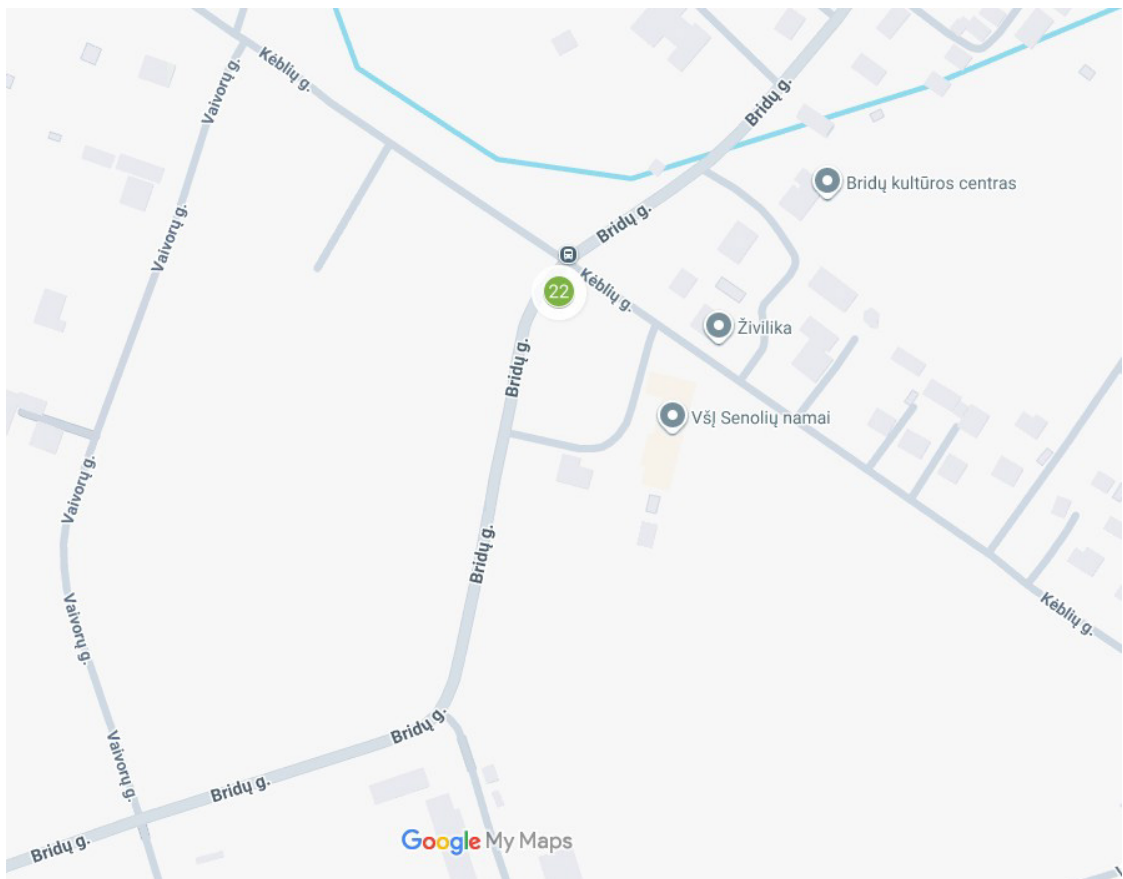 Kėblių g.
Vaivorų g.
Bridų g.
Bridų kultūros centras
Vaivorų g.
Bridų g.
Kėblių g.
22
Živilika
Bridų g.
VšĮ Senolių namai
Vaivorų g.
Bridų g.
Vaivorų g.
Kėblių g.
Bridų g.
Vaivorų g.
Bridų g.
Bridų g.
Google My Maps